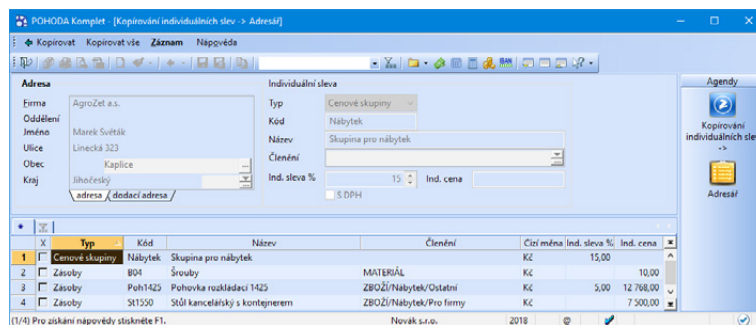 POHODA Komplet - [Kopírování individuálních slev -> Adresář]
Kopírovat Kopírovat vše Záznam Nápověda
Adresa
Firma AgroZet a.s.
Oddělení
Jméno Marek Světák
Ulice Linecká 323
Obec Kaplice
Kraj Jihočeský
adresa dodací adresa
Individuální sleva
Typ Cenové skupiny
Kód Nábytek
Název Skupina pro nábytek
Členění
Ind. sleva % 15 Ind. cena
S DPH
Agendy
Kopírování
individuálních sle
->
Adresář
X Typ Kód Název Členění Cizí měna Ind. sleva % Ind. cena
1 Cenové skupiny Nábytek Skupina pro nábytek Kč 15,00
2 Zásoby B04 Šrouby MATERIÁL Kč 10,00
3 Zásoby Poh1425 Pohovka rozkládací 1425 ZBOŽÍ/Nábytek/Ostatní Kč 5,00 12 768,00
4 Zásoby St1550 Stůl kancelářský s kontejnerem ZBOŽÍ/Nábytek/Pro firmy Kč 7 500,00
(1/4) Pro získání nápovědy stiskněte F1. Novák s.r.o. 2018 @